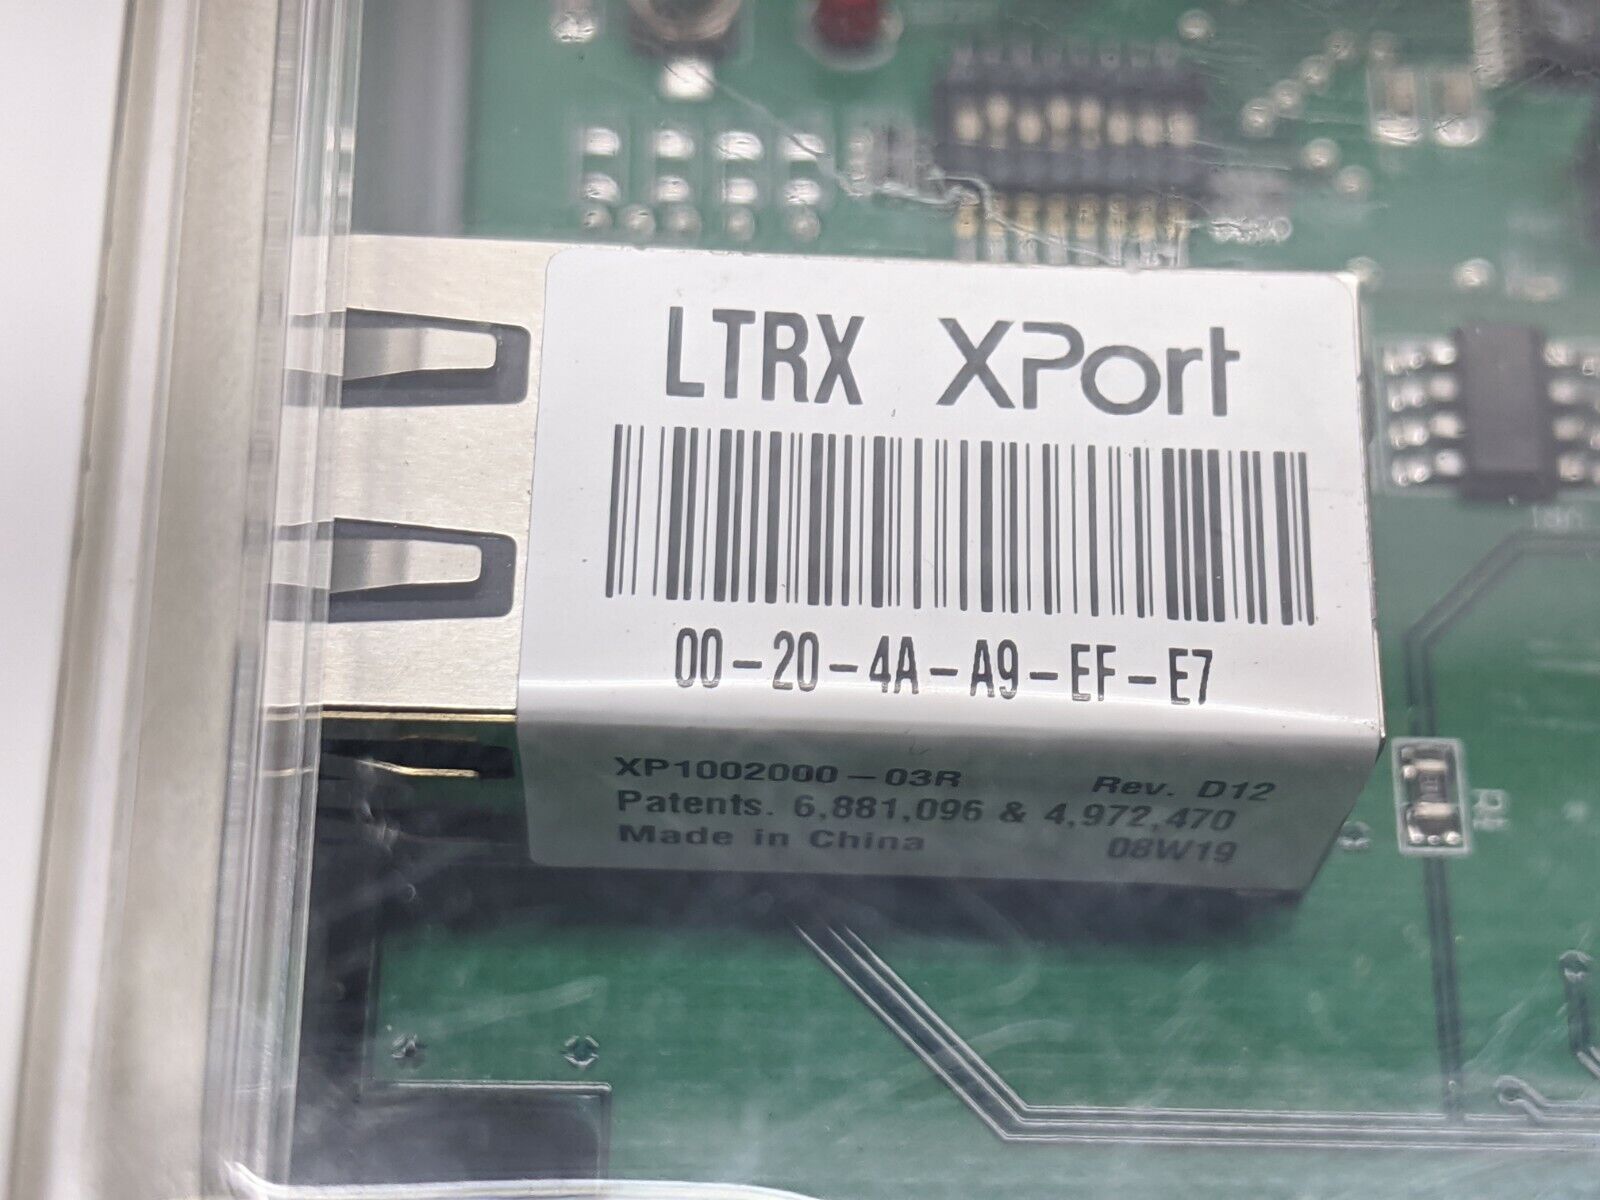 LTRX XPort
00-20-4A-A9-EF-E7
XP1002000-03R Rev. D12
Patents. 6,881,096 & 4,972,470
Made in China 08W19